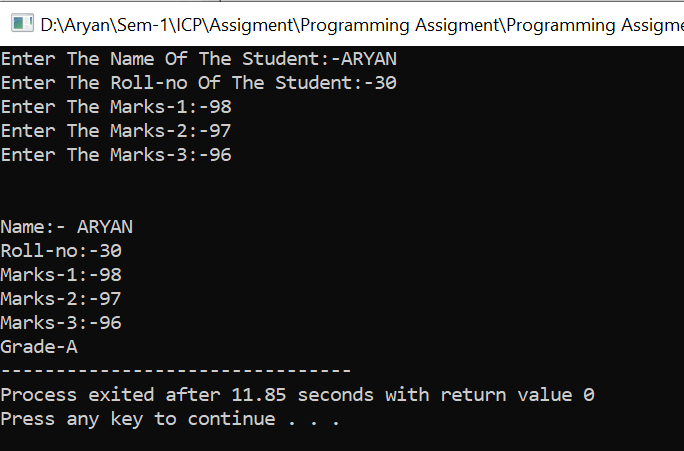 D:\Aryan\Sem-1\ICP\Assigment\Programming Assigment\Programming Assigme
Enter The Name Of The Student:-ARYAN
Enter The Roll-no Of The Student:-30
Enter The Marks-1:-98
Enter The Marks-2:-97
Enter The Marks-3:-96
Name:- ARYAN
Roll-no:-30
Marks-1:-98
Marks-2:-97
Marks-3:-96
Grade-A
--------------------------------
Process exited after 11.85 seconds with return value 0
Press any key to continue . . .